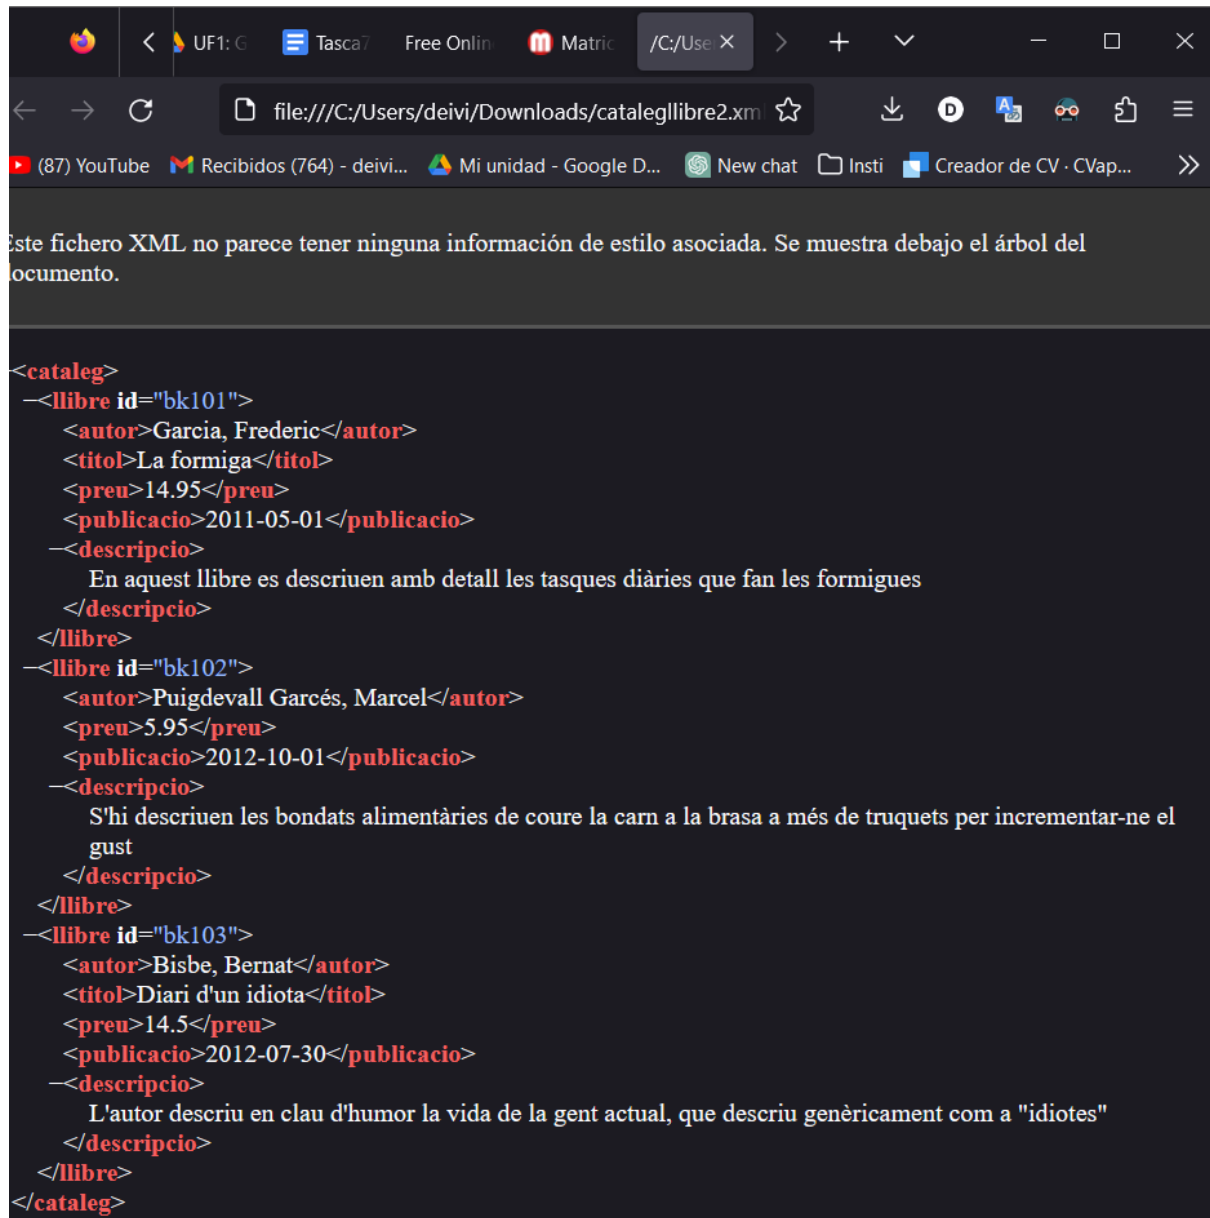 UF1: G
Tasca7
Free Onlin
Matric
/C:/Use
file:///C:/Users/deivi/Downloads/catalegllibre2.xm
(87) YouTube
Recibidos (764) - deivi...
Mi unidad - Google D...
New chat
Insti
Creador de CV · CVap...
Este fichero XML no parece tener ninguna información de estilo asociada. Se muestra debajo el árbol del
documento.
<cataleg>
−<llibre id="bk101">
<autor>Garcia, Frederic</autor>
<titol>La formiga</titol>
<preu>14.95</preu>
<publicacio>2011-05-01</publicacio>
−<descripcio>
En aquest llibre es descriuen amb detall les tasques diàries que fan les formigues
</descripcio>
</llibre>
−<llibre id="bk102">
<autor>Puigdevall Garcés, Marcel</autor>
<preu>5.95</preu>
<publicacio>2012-10-01</publicacio>
−<descripcio>
S'hi descriuen les bondats alimentàries de coure la carn a la brasa a més de truquets per incrementar-ne el
gust
</descripcio>
</llibre>
−<llibre id="bk103">
<autor>Bisbe, Bernat</autor>
<titol>Diari d'un idiota</titol>
<preu>14.5</preu>
<publicacio>2012-07-30</publicacio>
−<descripcio>
L'autor descriu en clau d'humor la vida de la gent actual, que descriu genèricament com a "idiotes"
</descripcio>
</llibre>
</cataleg>